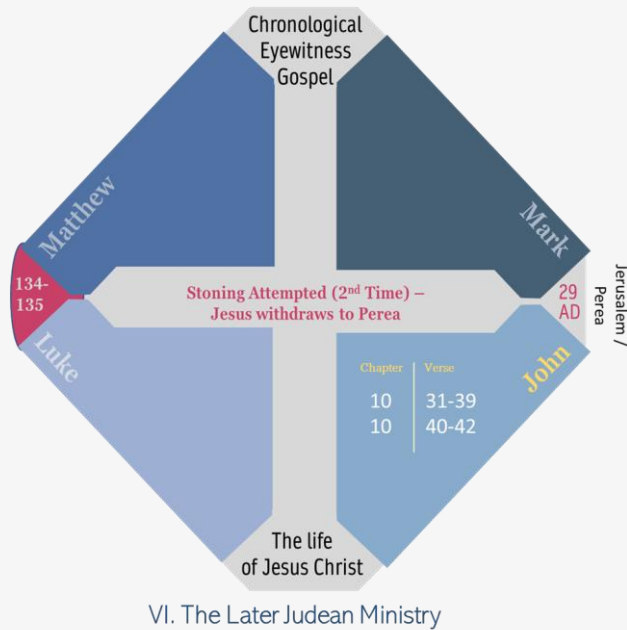 Chronological
Eyewitness
Gospel
Matthew
Mark
134-
135
Stoning Attempted (2nd Time) –
Jesus withdraws to Perea
29
AD
Jerusalem /
Perea
Luke
John
Chapter Verse
10 31-39
10 40-42
The life
of Jesus Christ
VI. The Later Judean Ministry